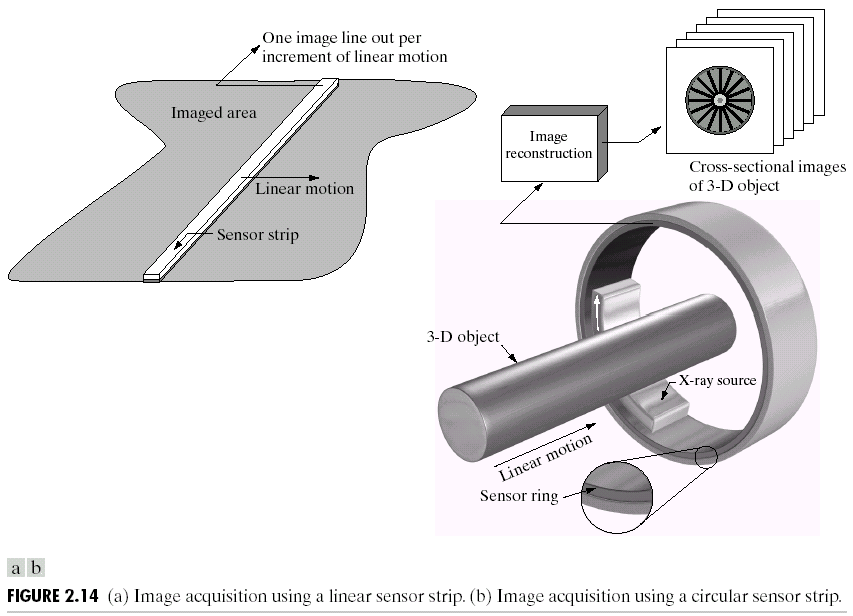 One image line out per
increment of linear motion
Imaged area
Linear motion
Sensor strip
Image
reconstruction
Cross-sectional images
of 3-D object
3-D object
X-ray source
Linear motion
Sensor ring
a b
FIGURE 2.14 (a) Image acquisition using a linear sensor strip. (b) Image acquisition using a circular sensor strip.